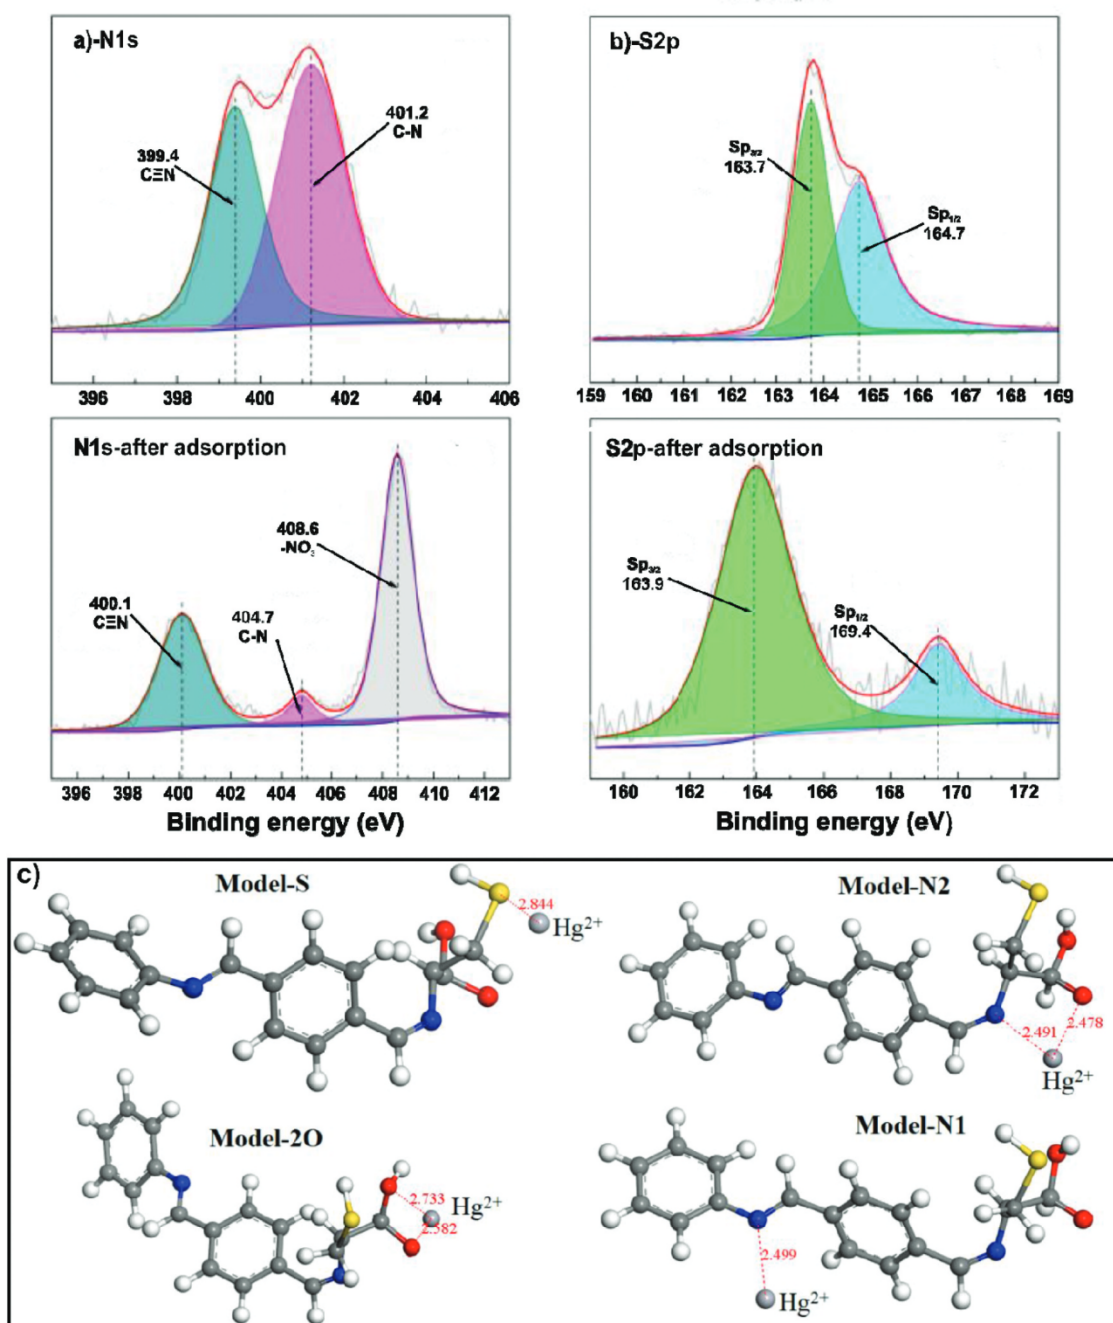 a)-N1s
401.2
C-N
399.4
CΞN
396 398 400 402 404 406
b)-S2p
Sp3/2
163.7
Sp1/2
164.7
159 161 162 163 164 165 166 167 168 169
N1s-after adsorption
408.6
-NO3
400.1
CΞN
404.7
C-N
396 398 400 402 404 406 408 410 412
Binding energy (eV)
S2p-after adsorption
Sp3/2
163.9
Sp1/2
169.4
160 162 164 166 168 170 172
Binding energy (eV)
c)
Model-S
2.844
Hg2+
Model-N2
2.491
2.478
Hg2+
Model-2O
2.733
Hg2+
2.582
Model-N1
2.499
Hg2+